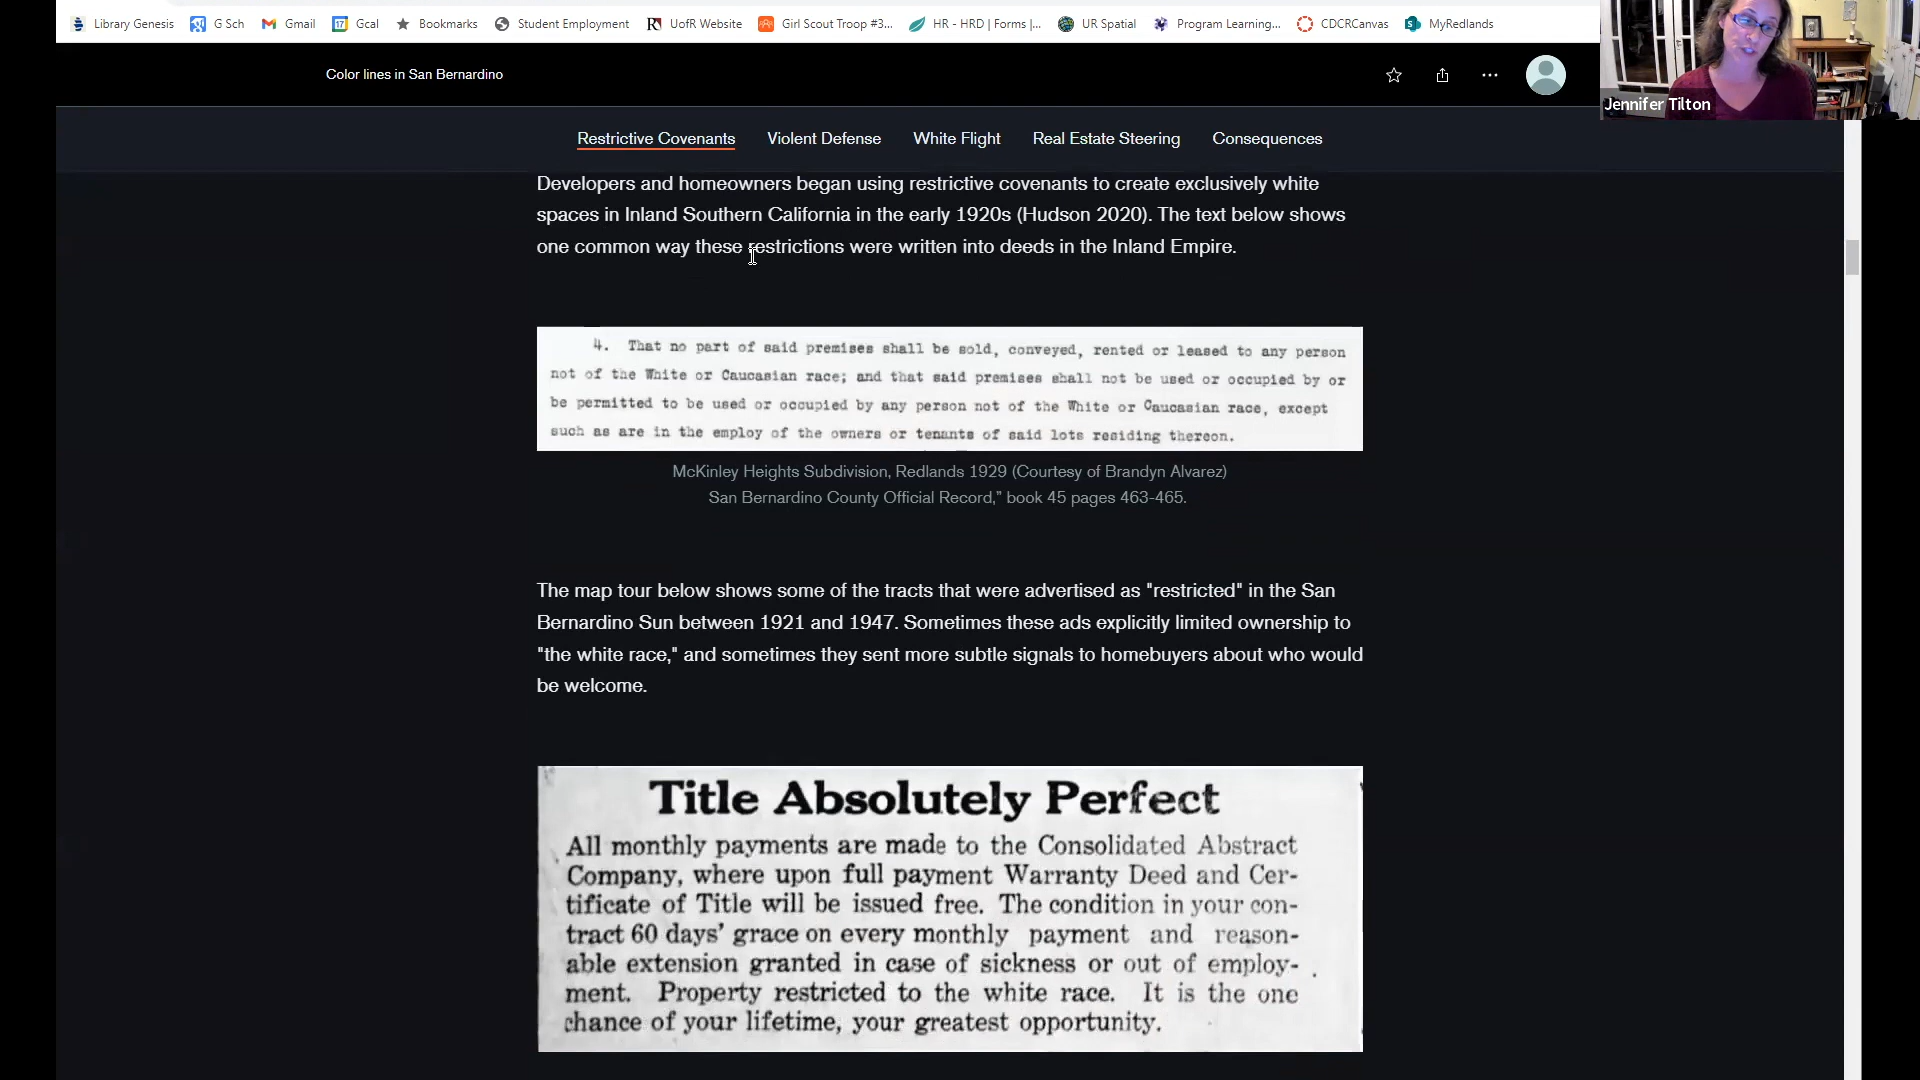 Library Genesis
G Sch
Gmail
Gcal
Bookmarks
Student Employment
UofR Website
Girl Scout Troop #3...
HR - HRD | Forms |...
UR Spatial
Program Learning...
CDCRCanvas
MyRedlands
Color lines in San Bernardino
Jennifer Tilton
Restrictive Covenants
Violent Defense
White Flight
Real Estate Steering
Consequences
Developers and homeowners began using restrictive covenants to create exclusively white
spaces in Inland Southern California in the early 1920s (Hudson 2020). The text below shows
one common way these restrictions were written into deeds in the Inland Empire.
4. That no part of said premises shall be sold, conveyed, rented or leased to any person
not of the White or Caucasian race; and that said premises shall not be used or occupied by or
be permitted to be used or occupied by any person not of the White or Caucasian race, except
such as are in the employ of the owners or tenants of said lots residing thereon.
McKinley Heights Subdivision, Redlands 1929 (Courtesy of Brandyn Alvarez)
San Bernardino County Official Record,” book 45 pages 463-465.
The map tour below shows some of the tracts that were advertised as "restricted" in the San
Bernardino Sun between 1921 and 1947. Sometimes these ads explicitly limited ownership to
"the white race," and sometimes they sent more subtle signals to homebuyers about who would
be welcome.
Title Absolutely Perfect
All monthly payments are made to the Consolidated Abstract
Company, where upon full payment Warranty Deed and Cer-
tificate of Title will be issued free. The condition in your con-
tract 60 days' grace on every monthly payment and reason-
able extension granted in case of sickness or out of employ-
ment. Property restricted to the white race. It is the one
chance of your lifetime, your greatest opportunity.